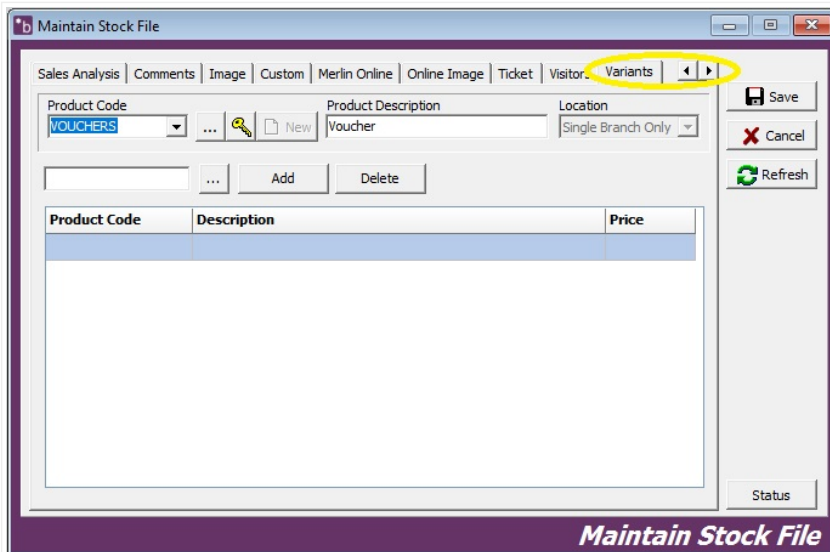 *b Maintain Stock File
Sales Analysis Comments Image Custom Merlin Online Online Image Ticket Visitors Variants
Save
Product Code Product Description Location
VOUCHERS ... New Voucher Single Branch Only
Cancel
Refresh
... Add Delete
Product Code Description Price
Status
Maintain Stock File